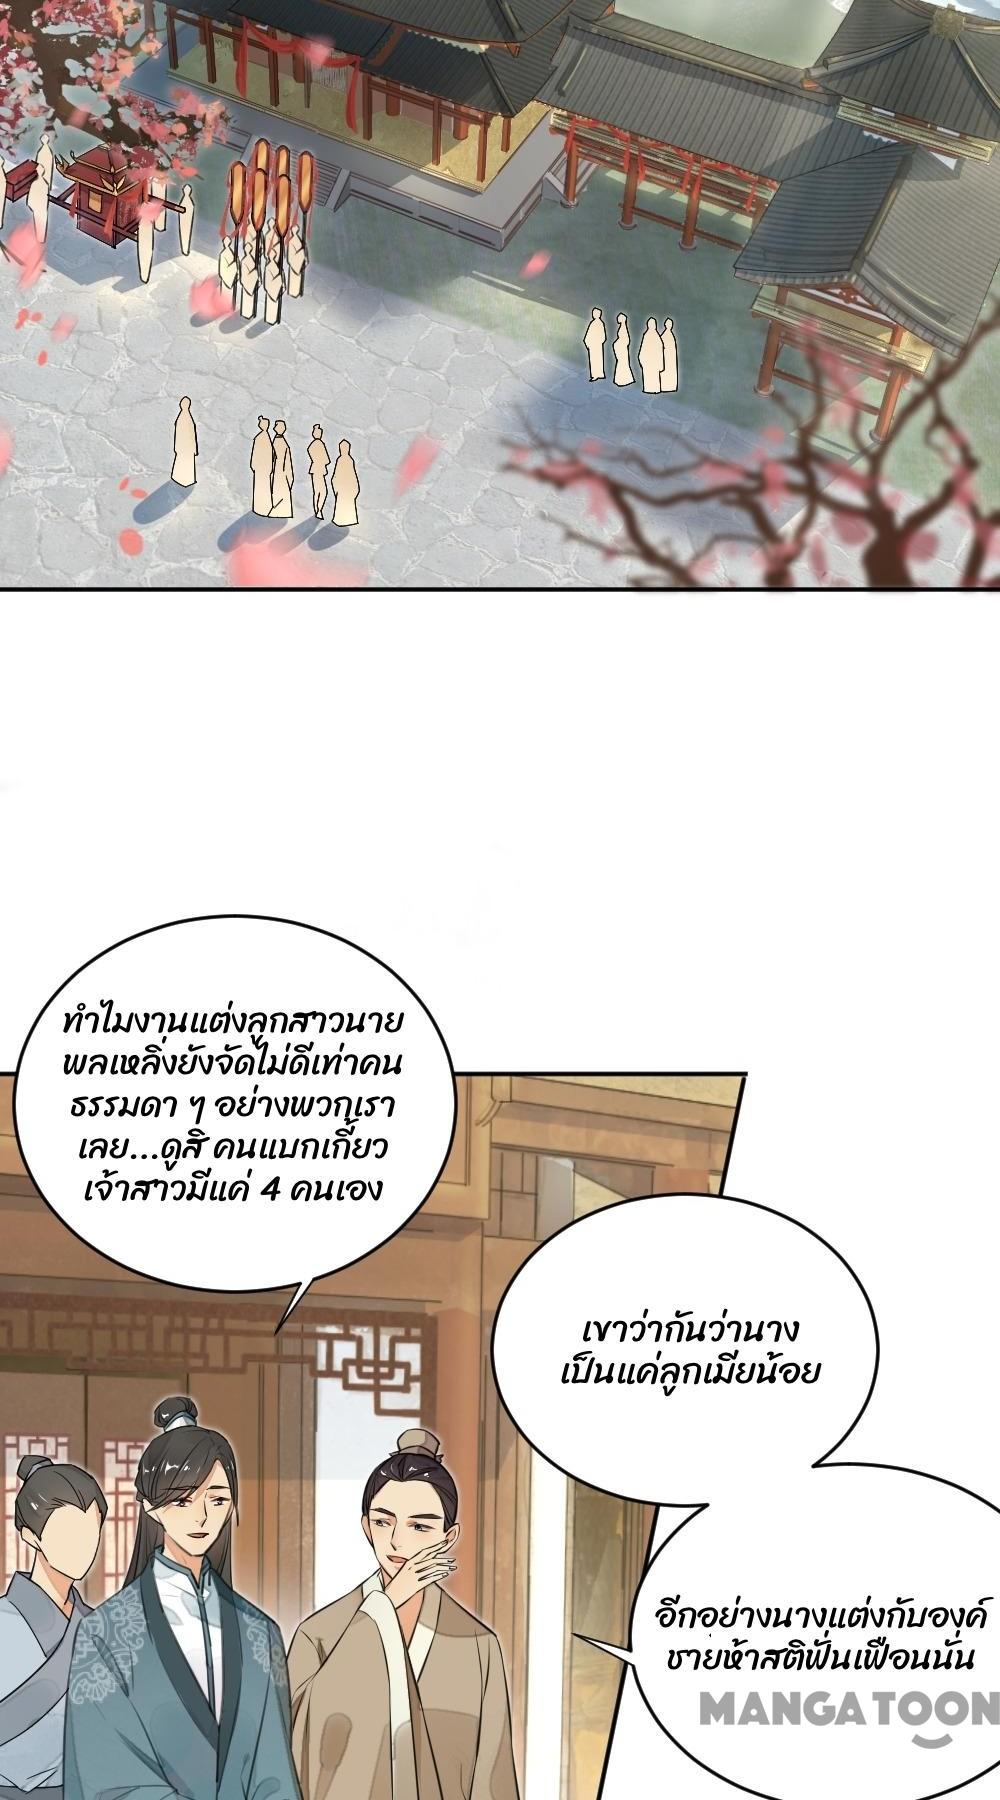 ทำไมงานแต่งลูกสาวนาย
พลเหลิ่งยังจัดไม่ดีเท่าคน
ธรรมดา ๆ อย่างพวกเรา
เลย...ดูสิ คนแบกเกี้ยว
เจ้าสาวมีแค่ 4 คนเอง
เขาว่ากันว่านาง
เป็นแค่ลูกเมียน้อย
อีกอย่างนางแต่งกับองค์
ชายห้าสติฟั่นเฟือนนั่น
MANGATOON